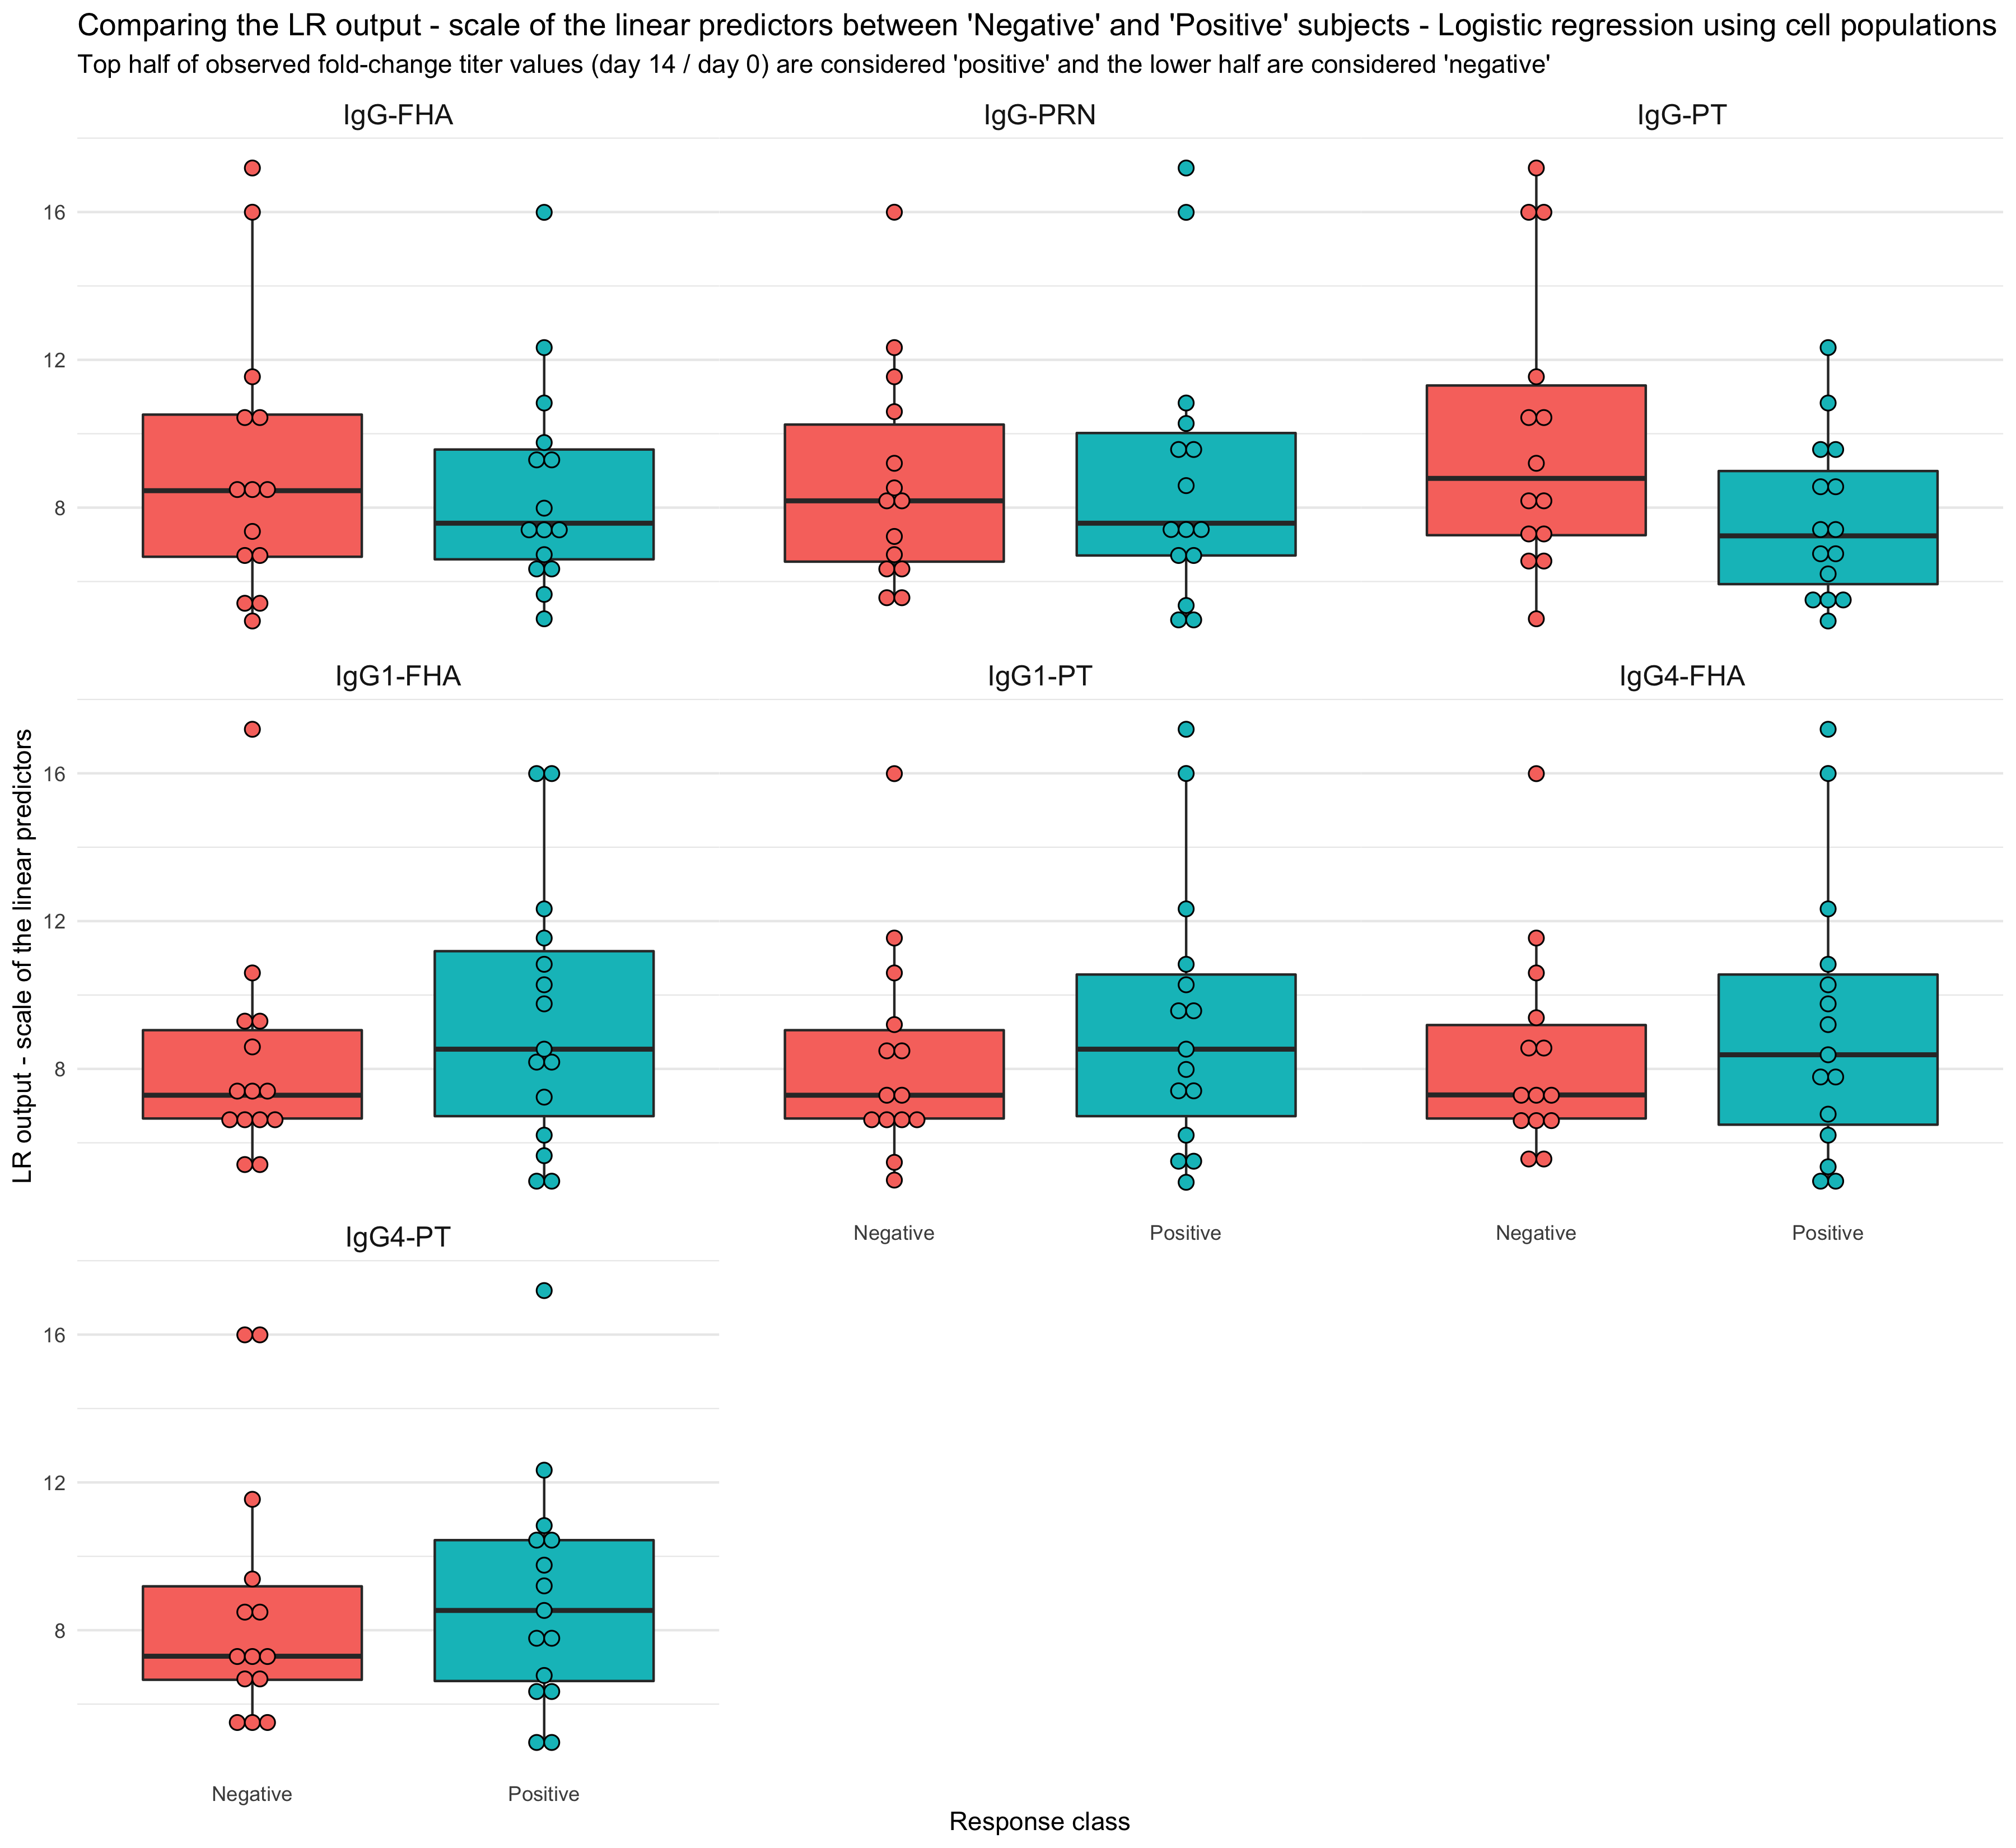 Comparing the LR output - scale of the linear predictors between 'Negative' and 'Positive' subjects - Logistic regression using cell populations
Top half of observed fold-change titer values (day 14 / day 0) are considered 'positive' and the lower half are considered 'negative'
IgG-FHA
IgG-PRN
IgG-PT
16
12
8
IgG1-FHA
IgG1-PT
IgG4-FHA
16
12
8
Negative
Positive
Negative
Positive
IgG4-PT
16
12
8
Negative
Positive
LR output - scale of the linear predictors
Response class